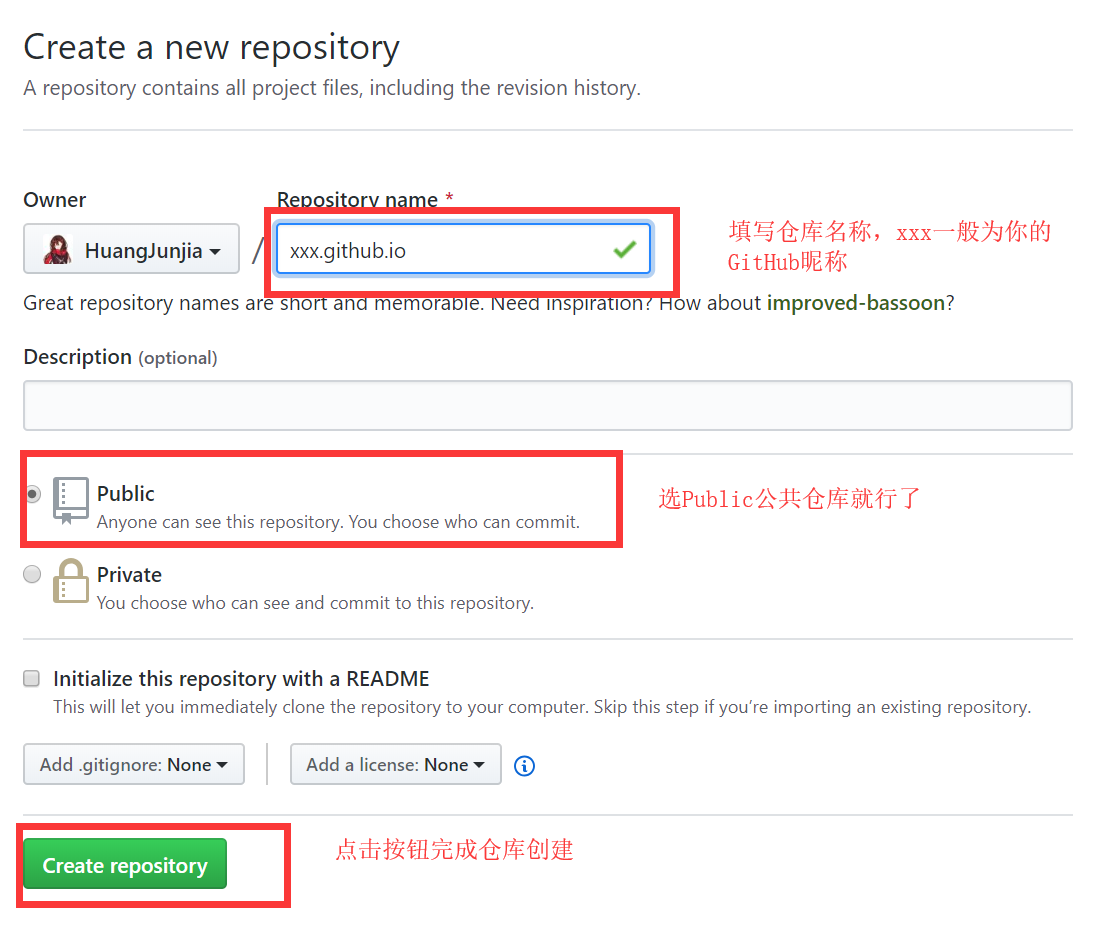 Create a new repository
A repository contains all project files, including the revision history.
Owner
Repository name *
HuangJunjia
/
xxx.github.io
填写仓库名称，xxx一般为你的
GitHub昵称
Great repository names are short and memorable. Need inspiration? How about improved-bassoon?
Description (optional)
Public
Anyone can see this repository. You choose who can commit.
选Public公共仓库就行了
Private
You choose who can see and commit to this repository.
Initialize this repository with a README
This will let you immediately clone the repository to your computer. Skip this step if you’re importing an existing repository.
Add .gitignore: None
Add a license: None
Create repository
点击按钮完成仓库创建